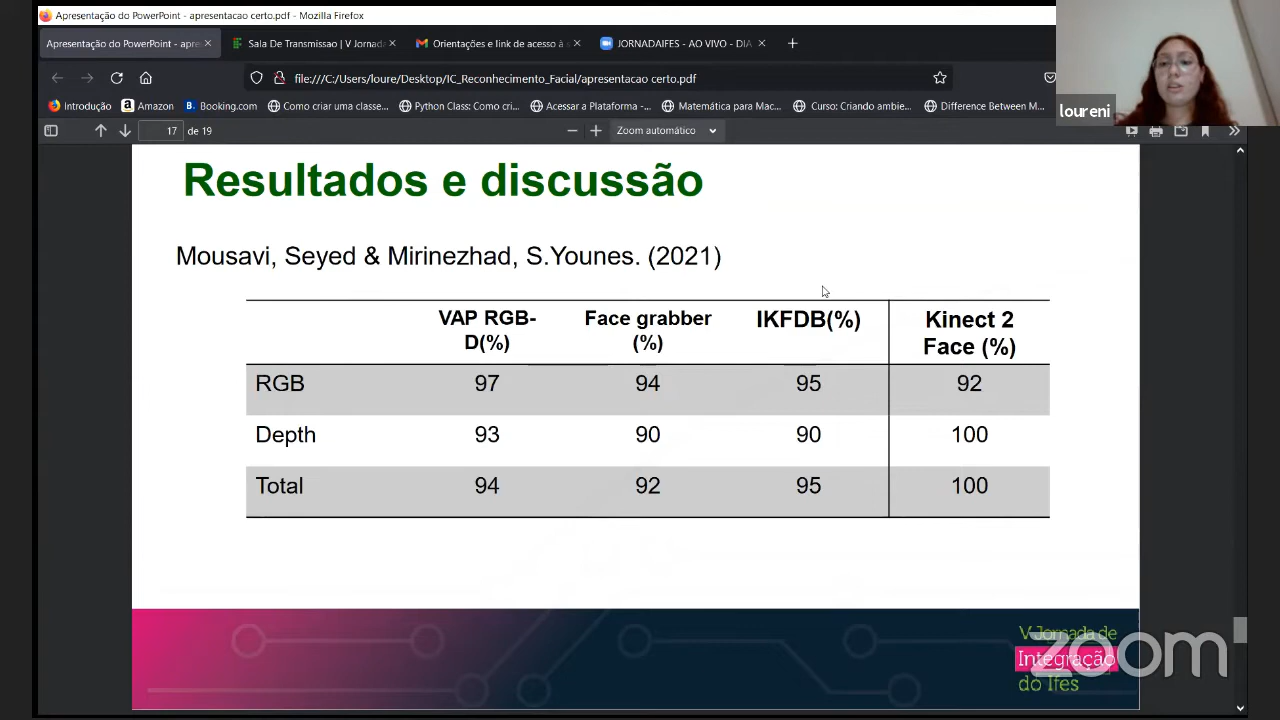 Apresentação do PowerPoint - apresentacao certo.pdf - Mozilla Firefox
Apresentação do PowerPoint - apre
Sala De Transmissao | V Jornad
Orientações e link de acesso à s
JORNADAIFES - AO VIVO - DIA
file:///C:/Users/loure/Desktop/IC_Reconhecimento_Facial/apresentacao certo.pdf
Introdução
Amazon
Booking.com
Como criar uma classe...
Python Class: Como cri...
Acessar a Plataforma -...
Matemática para Mac...
Curso: Criando ambie...
Difference Between M...
loureni
17 de 19
Zoom automático
Resultados e discussão
Mousavi, Seyed & Mirinezhad, S.Younes. (2021)
VAP RGB-D(%) Face grabber (%) IKFDB(%) Kinect 2 Face (%)
RGB 97 94 95 92
Depth 93 90 90 100
Total 94 92 95 100
V Jornada de
Integração
do Ifes
zoom